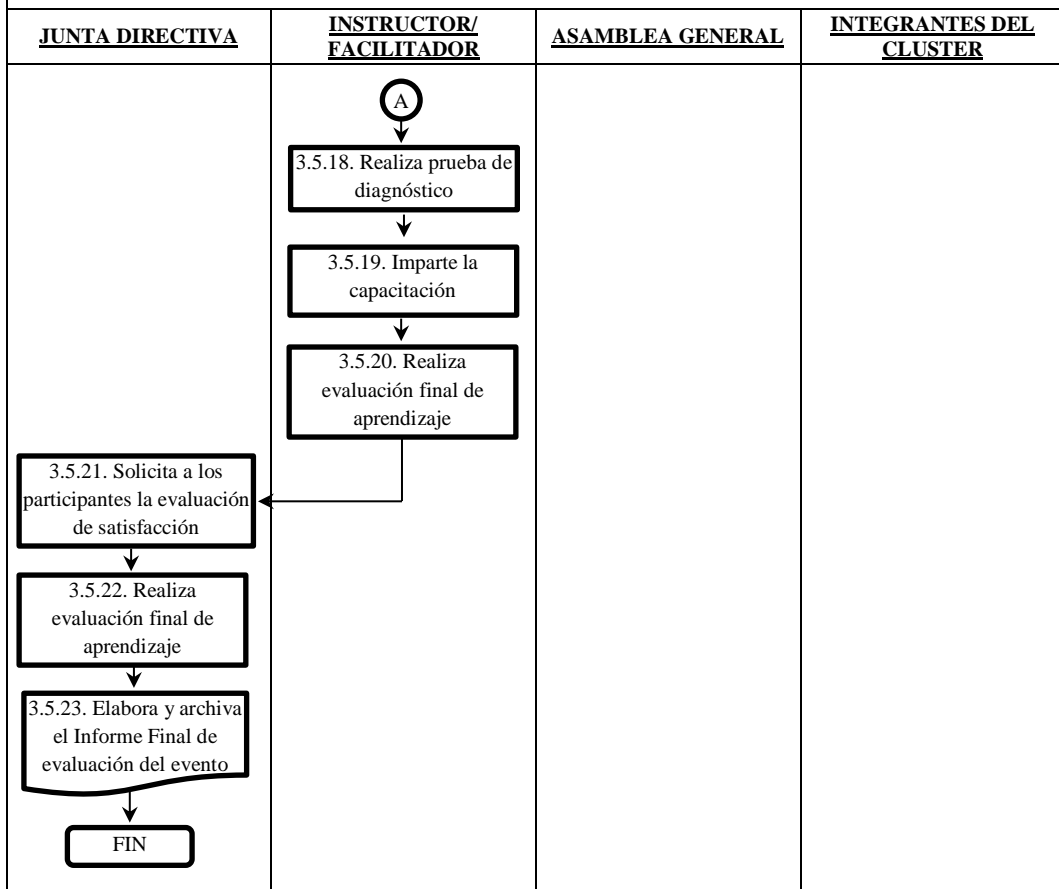 JUNTA DIRECTIVA
INSTRUCTOR/
FACILITADOR
ASAMBLEA GENERAL
INTEGRANTES DEL
CLUSTER
A
3.5.18. Realiza prueba de
diagnóstico
3.5.19. Imparte la
capacitación
3.5.20. Realiza
evaluación final de
aprendizaje
3.5.21. Solicita a los
participantes la evaluación
de satisfacción
3.5.22. Realiza
evaluación final de
aprendizaje
3.5.23. Elabora y archiva
el Informe Final de
evaluación del evento
FIN